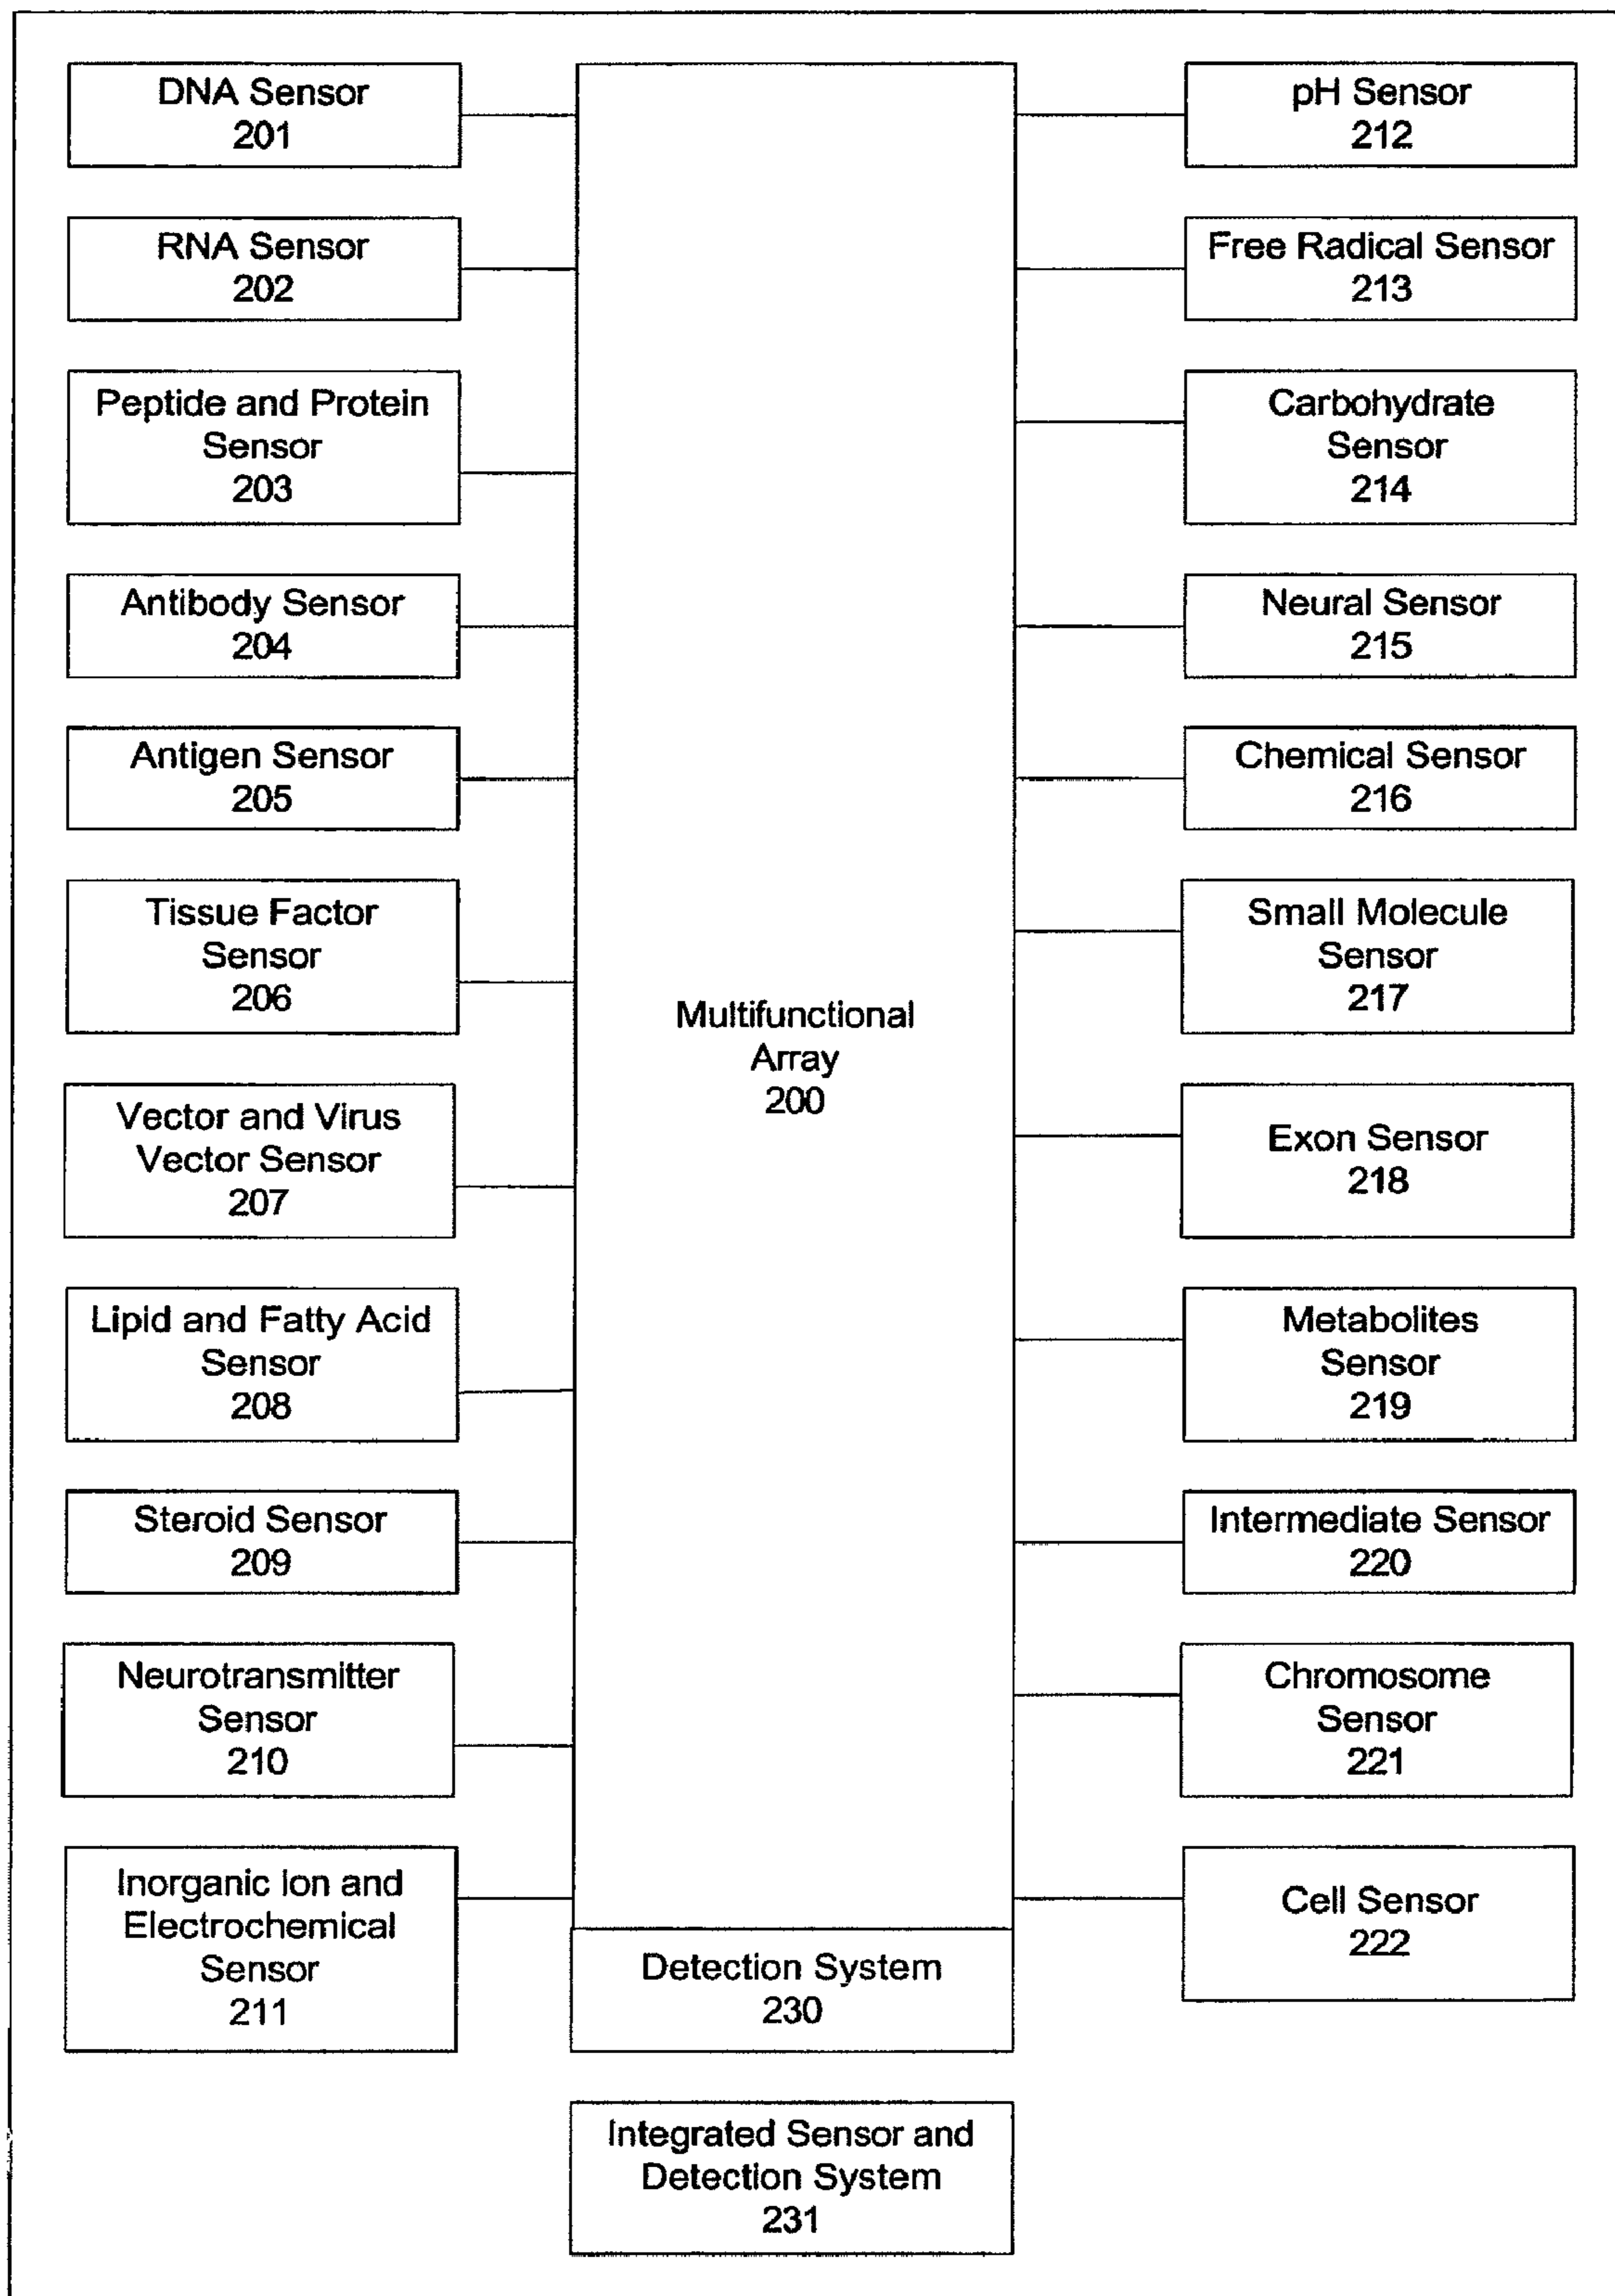 DNA Sensor
201
RNA Sensor
202
Peptide and Protein
Sensor
203
Antibody Sensor
204
Antigen Sensor
205
Tissue Factor
Sensor
206
Vector and Virus
Vector Sensor
207
Lipid and Fatty Acid
Sensor
208
Steroid Sensor
209
Neurotransmitter
Sensor
210
Inorganic Ion and
Electrochemical
Sensor
211
Multifunctional
Array
200
Detection System
230
Integrated Sensor and
Detection System
231
pH Sensor
212
Free Radical Sensor
213
Carbohydrate
Sensor
214
Neural Sensor
215
Chemical Sensor
216
Small Molecule
Sensor
217
Exon Sensor
218
Metabolites
Sensor
219
Intermediate Sensor
220
Chromosome
Sensor
221
Cell Sensor
222